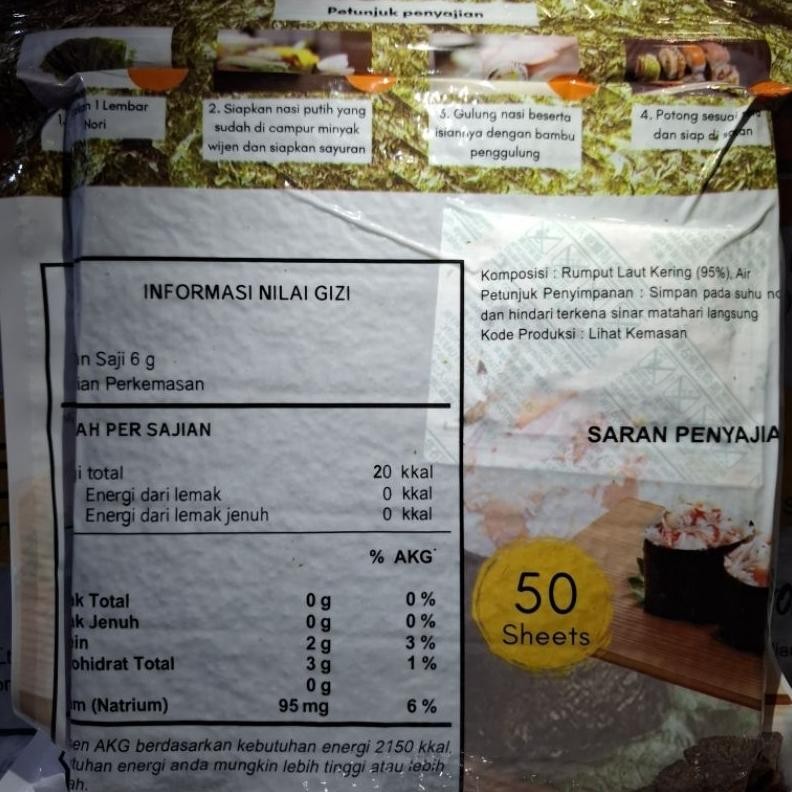 Petunjuk penyajian
1 Lembar
Nori
2. Siapkan nasi putih yang
sudah di campur minyak
wijen dan siapkan sayuran
3. Gulung nasi beserta
isiannya dengan bambu
penggulung
4. Potong sesuai
dan siap di
INFORMASI NILAI GIZI
Saji 6 g
Perkemasan
PER SAJIAN
total 20 kkal
Energi dari lemak 0 kkal
Energi dari lemak jenuh 0 kkal
% AKG*
Total 0 g 0 %
Jenuh 0 g 0 %
2 g 3 %
ohidrat Total 3 g 1 %
0 g
m (Natrium) 95 mg 6 %
en AKG berdasarkan kebutuhan energi 2150 kkal.
tuhan energi anda mungkin lebih tinggi atau lebih
ah.
Komposisi : Rumput Laut Kering (95%), Air
Petunjuk Penyimpanan : Simpan pada suhu
dan hindari terkena sinar matahari langsung
Kode Produksi : Lihat Kemasan
SARAN PENYAJIA
50
Sheets